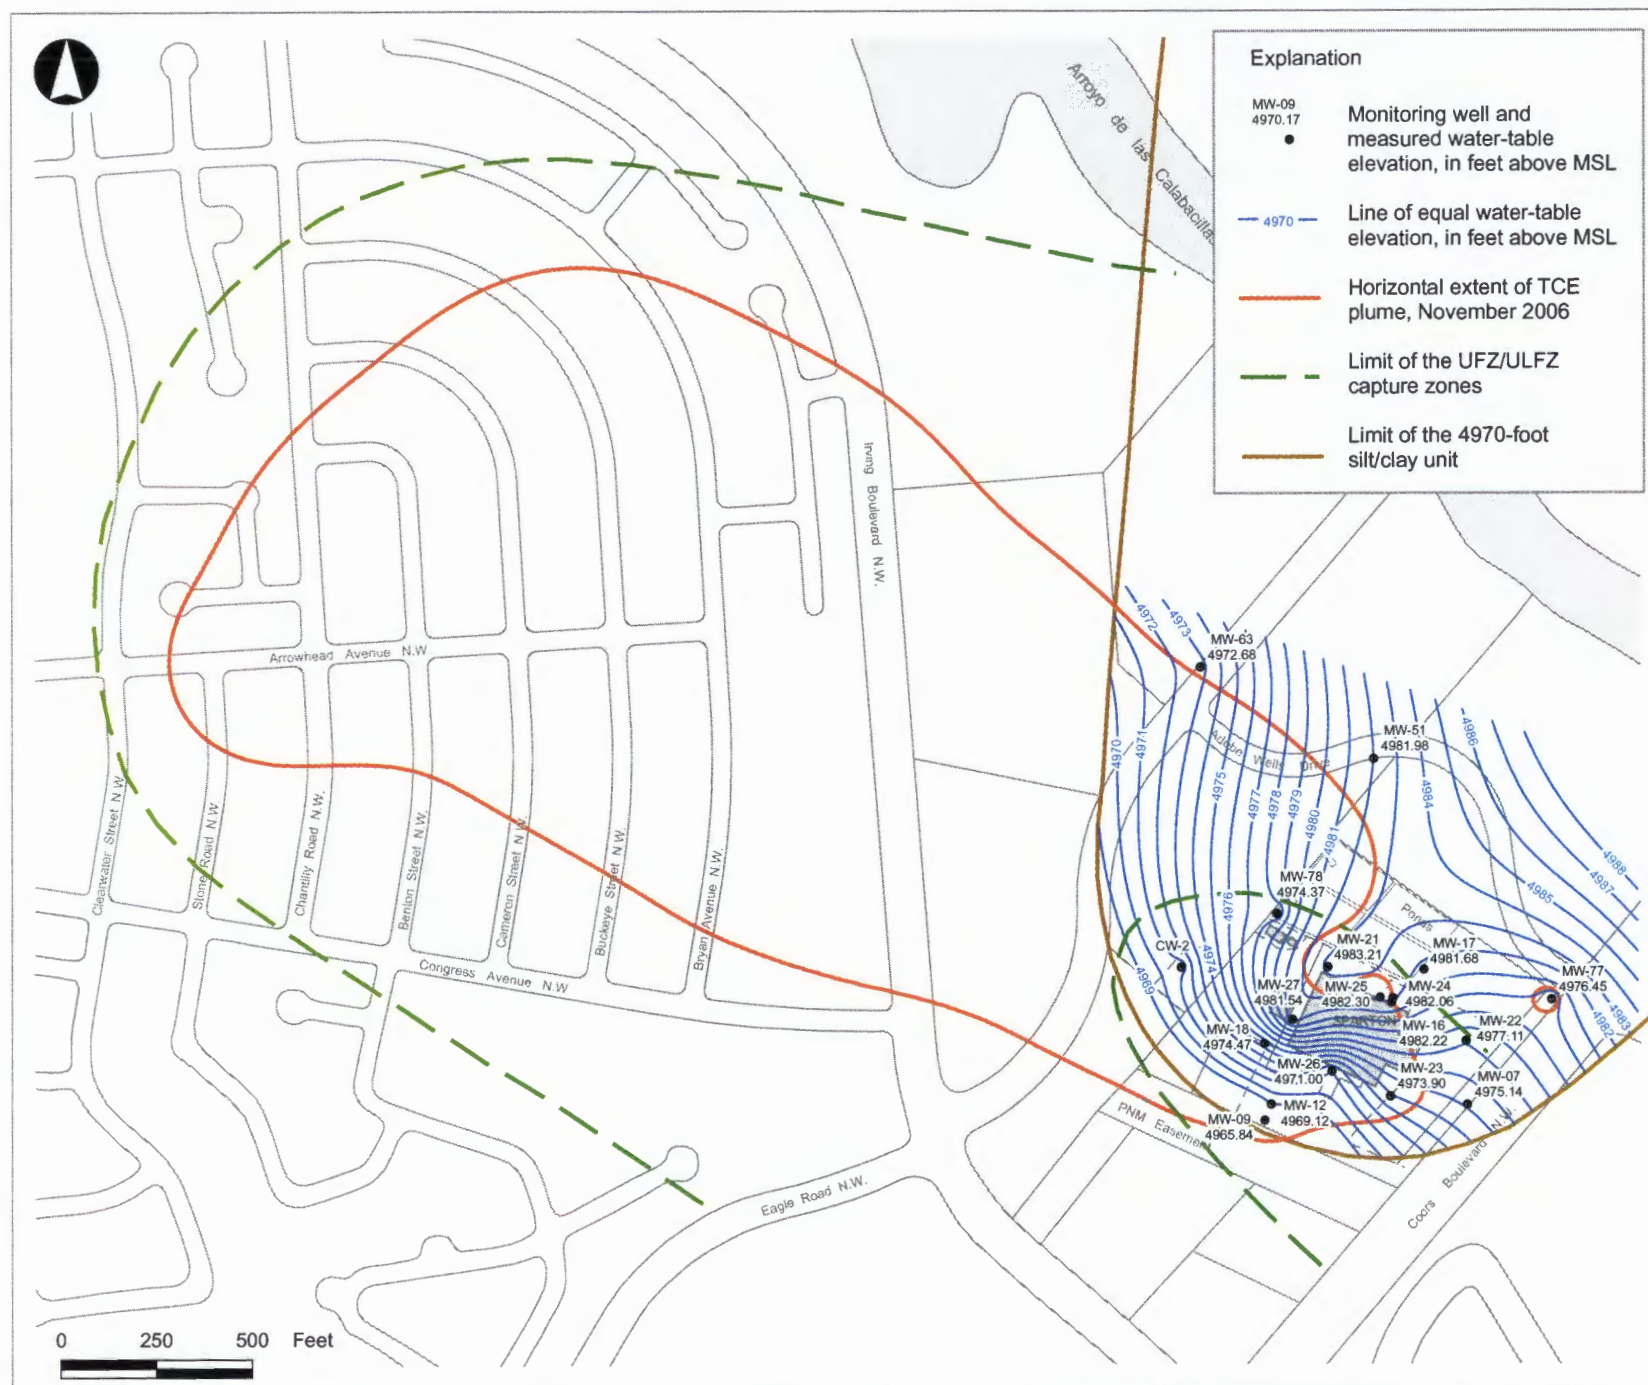 Explanation
MW-09
4970.17
Monitoring well and
measured water-table
elevation, in feet above MSL
4970
Line of equal water-table
elevation, in feet above MSL
Horizontal extent of TCE
plume, November 2006
Limit of the UFZ/ULFZ
capture zones
Limit of the 4970-foot
silt/clay unit
Arroyo de las Calabacillas
Irving Boulevard N.W.
Arrowhead Avenue N.W.
Clearwater Street N.W.
Stone Road N.W.
Chantilly Road N.W.
Benton Street N.W.
Cameron Street N.W.
Buckeye Street N.W.
Bryan Avenue N.W.
Congress Avenue N.W
Eagle Road N.W.
PNM Easement
Coors Boulevard N.W.
Adobe Wells Drive
Ponds
SPARTON
4972
4973
MW-63
4972.68
MW-51
4981.98
4986
4970
4971
4975
4977
4978
4979
4980
4981
4984
4988
4987
4985
MW-78
4974.37
4976
CW-2
4974
4969
MW-21
4983.21
MW-17
4981.68
MW-77
4976.45
MW-27
4981.54
MW-25
4982.30
MW-24
4982.06
4983
4982
MW-18
4974.47
MW-16
4982.22
MW-22
4977.11
MW-26
4971.00
MW-23
4973.90
MW-07
4975.14
MW-12
4969.12
MW-09
4965.84
0 250 500 Feet